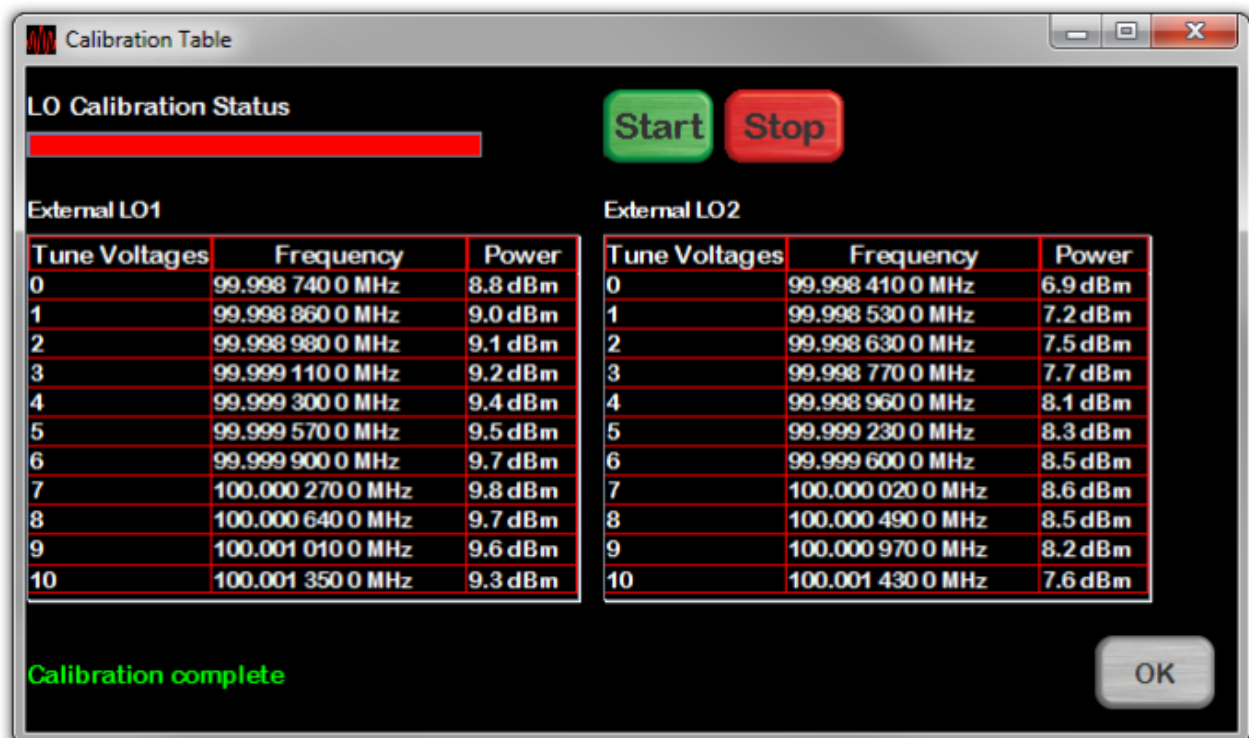 Calibration Table
LO Calibration Status
Start Stop
External LO1
Tune Voltages Frequency Power
0 99.998 740 0 MHz 8.8 dBm
1 99.998 860 0 MHz 9.0 dBm
2 99.998 980 0 MHz 9.1 dBm
3 99.999 110 0 MHz 9.2 dBm
4 99.999 300 0 MHz 9.4 dBm
5 99.999 570 0 MHz 9.5 dBm
6 99.999 900 0 MHz 9.7 dBm
7 100.000 270 0 MHz 9.8 dBm
8 100.000 640 0 MHz 9.7 dBm
9 100.001 010 0 MHz 9.6 dBm
10 100.001 350 0 MHz 9.3 dBm
External LO2
Tune Voltages Frequency Power
0 99.998 410 0 MHz 6.9 dBm
1 99.998 530 0 MHz 7.2 dBm
2 99.998 630 0 MHz 7.5 dBm
3 99.998 770 0 MHz 7.7 dBm
4 99.998 960 0 MHz 8.1 dBm
5 99.999 230 0 MHz 8.3 dBm
6 99.999 600 0 MHz 8.5 dBm
7 100.000 020 0 MHz 8.6 dBm
8 100.000 490 0 MHz 8.5 dBm
9 100.000 970 0 MHz 8.2 dBm
10 100.001 430 0 MHz 7.6 dBm
Calibration complete
OK